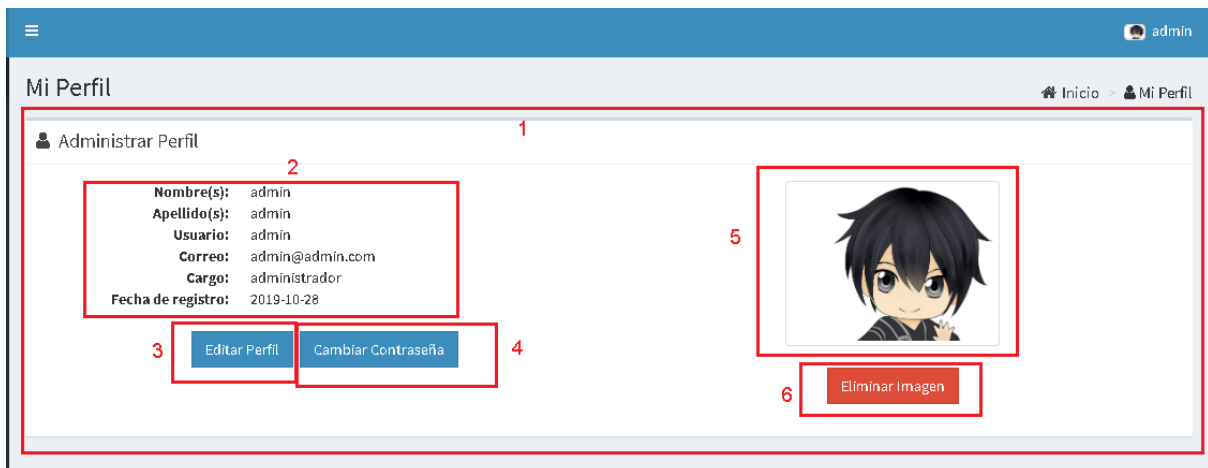 admin
Mi Perfil
Inicio > Mi Perfil
1
Administrar Perfil
2
Nombre(s): admin
Apellido(s): admin
Usuario: admin
Correo: admin@admin.com
Cargo: administrador
Fecha de registro: 2019-10-28
3
Editar Perfil
Cambiar Contraseña
4
5
6
Eliminar Imagen